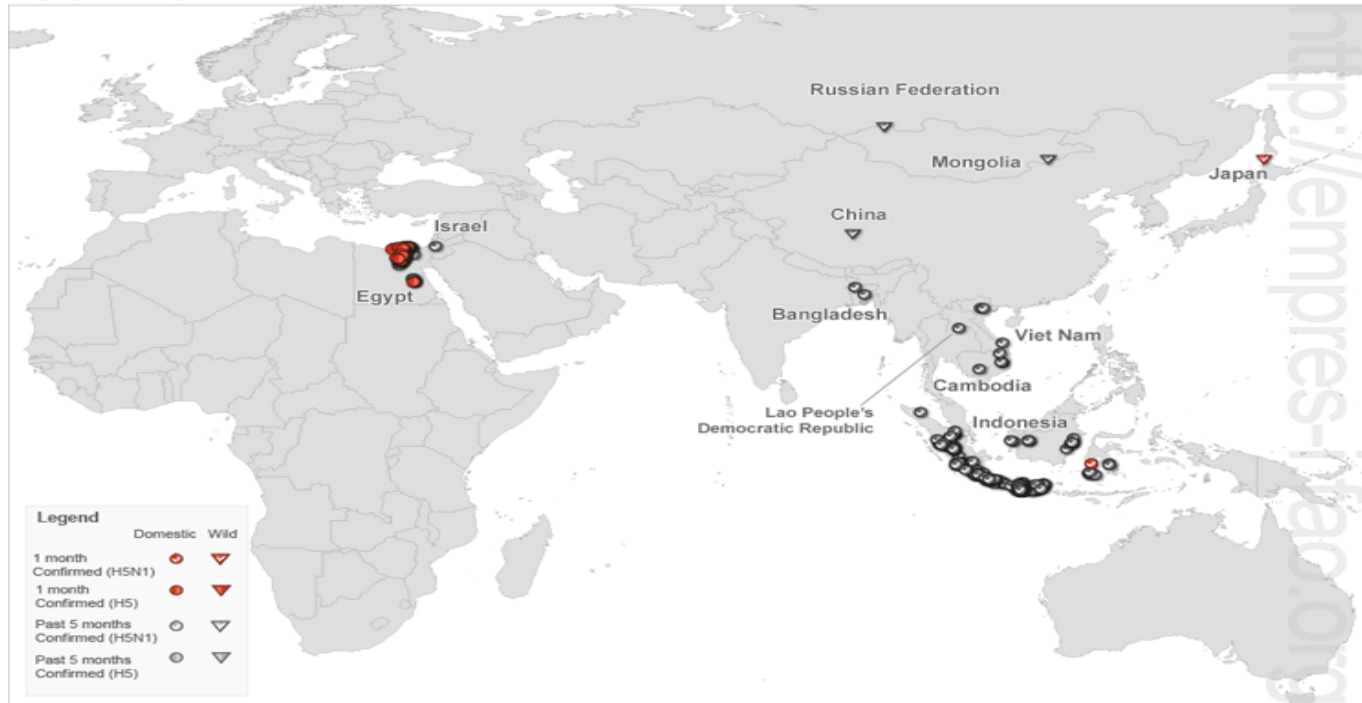 Russian Federation
Mongolia
Japan
China
Israel
Egypt
Bangladesh
Viet Nam
Cambodia
Lao People's
Democratic Republic
Indonesia
Legend
Domestic Wild
1 month
Confirmed (H5N1)
1 month
Confirmed (H5)
Past 5 months
Confirmed (H5N1)
Past 5 months
Confirmed (H5)
http://empres-i.fao.org